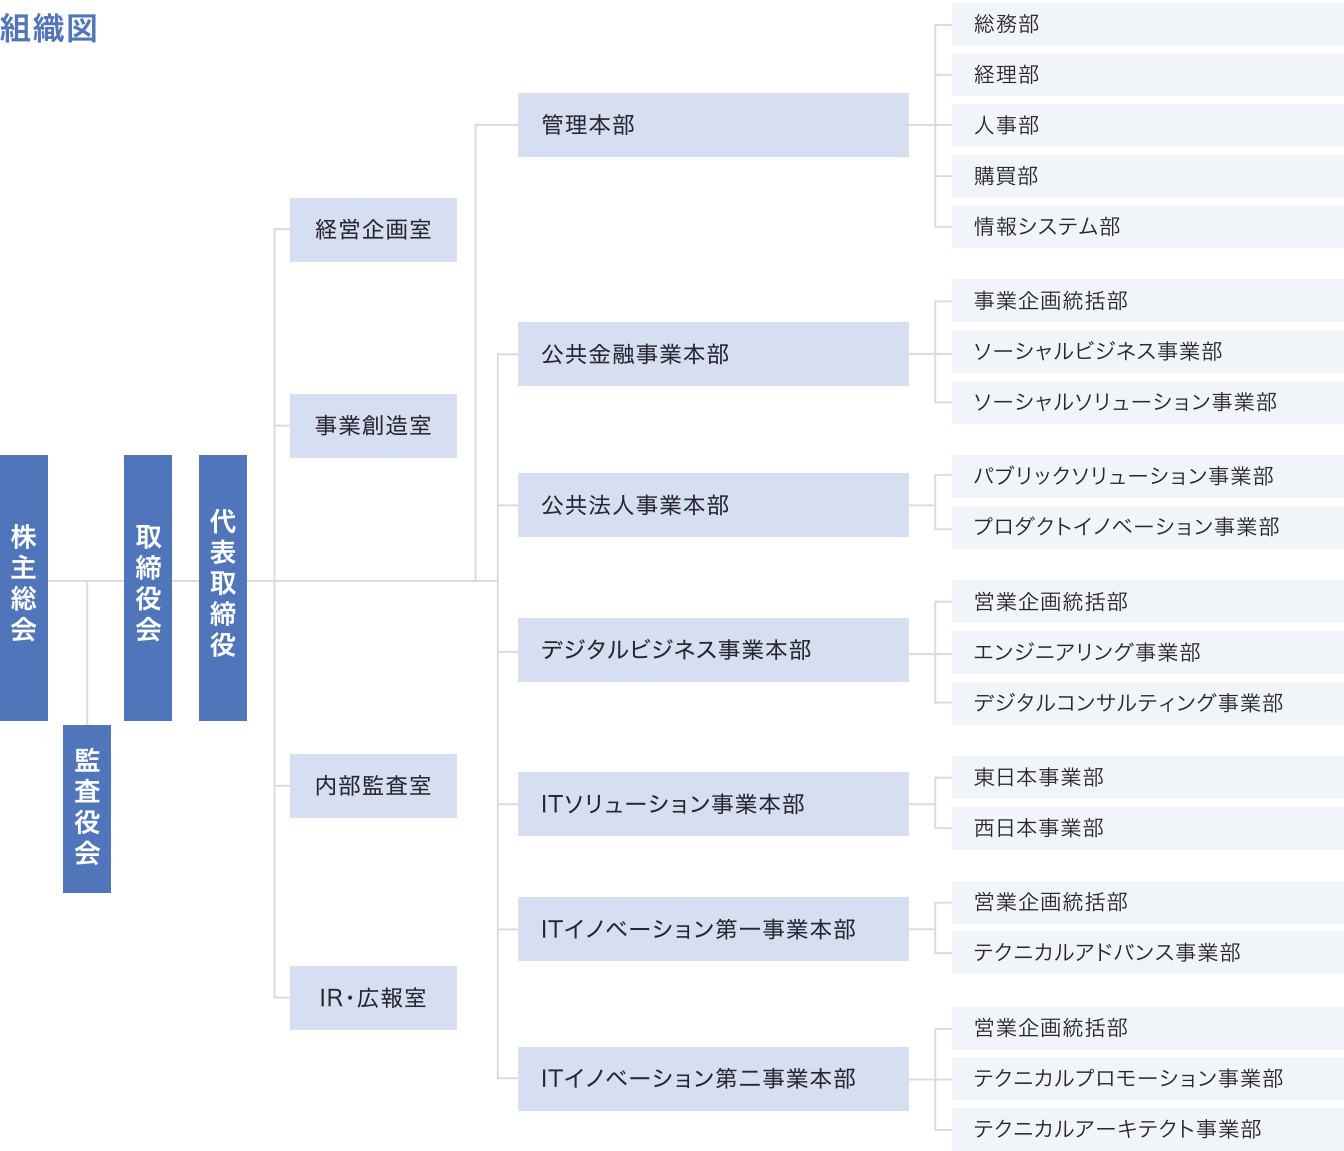 組織図
株主総会
監査役会
取締役会
代表取締役
経営企画室
事業創造室
内部監査室
IR・広報室
管理本部
総務部
経理部
人事部
購買部
情報システム部
公共金融事業本部
事業企画統括部
ソーシャルビジネス事業部
ソーシャルソリューション事業部
公共法人事業本部
パブリックソリューション事業部
プロダクトイノベーション事業部
デジタルビジネス事業本部
営業企画統括部
エンジニアリング事業部
デジタルコンサルティング事業部
ITソリューション事業本部
東日本事業部
西日本事業部
ITイノベーション第一事業本部
営業企画統括部
テクニカルアドバンス事業部
ITイノベーション第二事業本部
営業企画統括部
テクニカルプロモーション事業部
テクニカルアーキテクト事業部